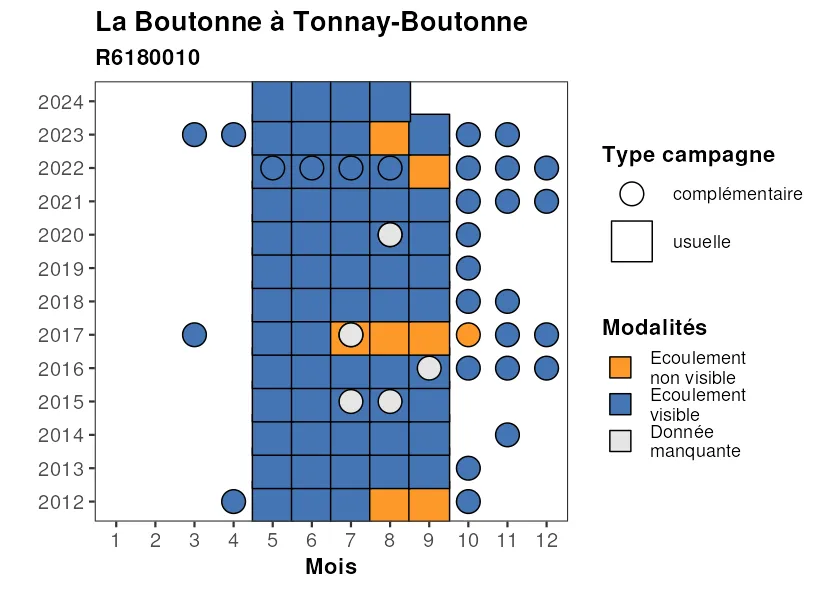 La Boutonne à Tonnay-Boutonne
R6180010
2024
2023
2022
2021
2020
2019
2018
2017
2016
2015
2014
2013
2012
1 2 3 4 5 6 7 8 9 10 11 12
Mois
Type campagne
complémentaire
usuelle
Modalités
Ecoulement
non visible
Ecoulement
visible
Donnée
manquante